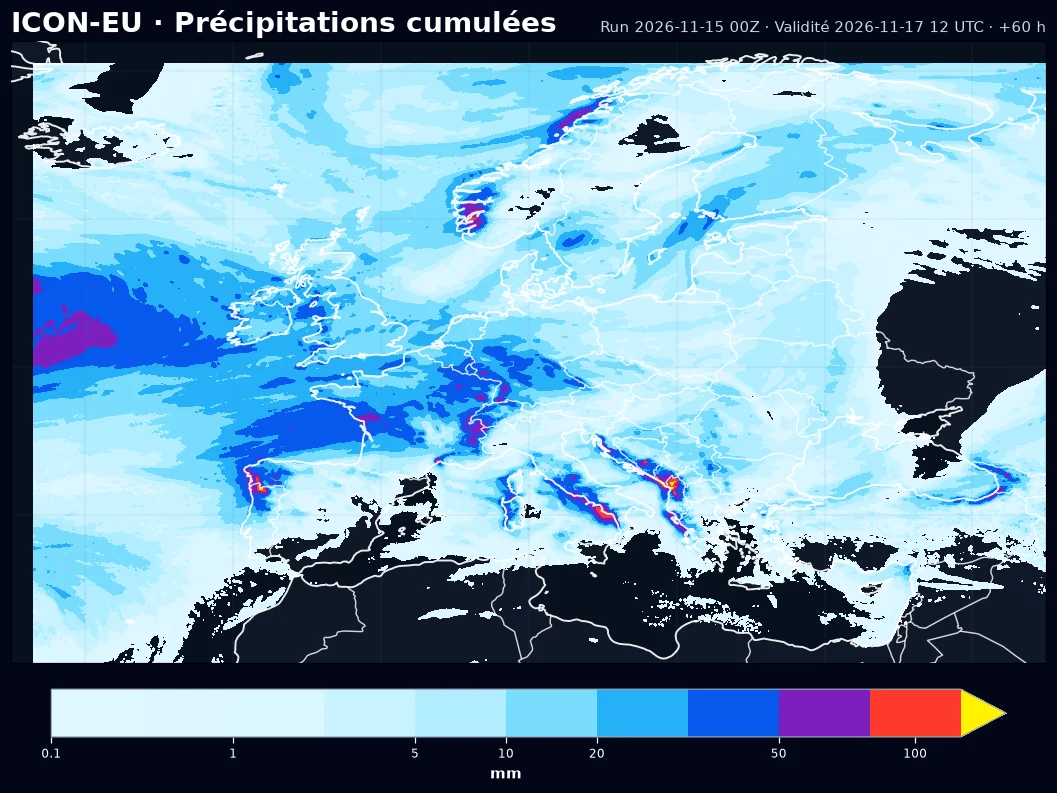 ICON-EU · Précipitations cumulées
Run 2026-11-15 00Z · Validité 2026-11-17 12 UTC · +60 h
0.1 1 5 10 20 50 100
mm